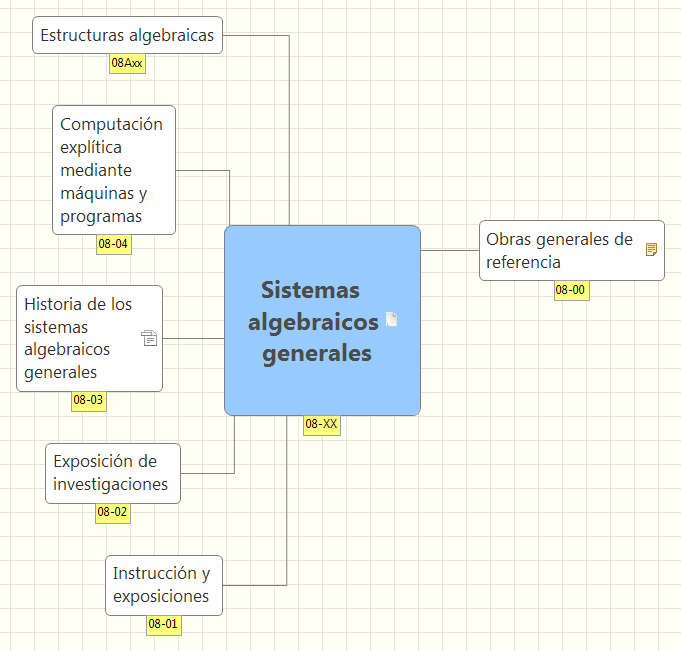 Estructuras algebraicas
08Axx
Computación
explítica
mediante
máquinas y
programas
08-04
Historia de los
sistemas
algebraicos
generales
08-03
Exposición de
investigaciones
08-02
Instrucción y
exposiciones
08-01
Sistemas
algebraicos
generales
08-XX
Obras generales de
referencia
08-00